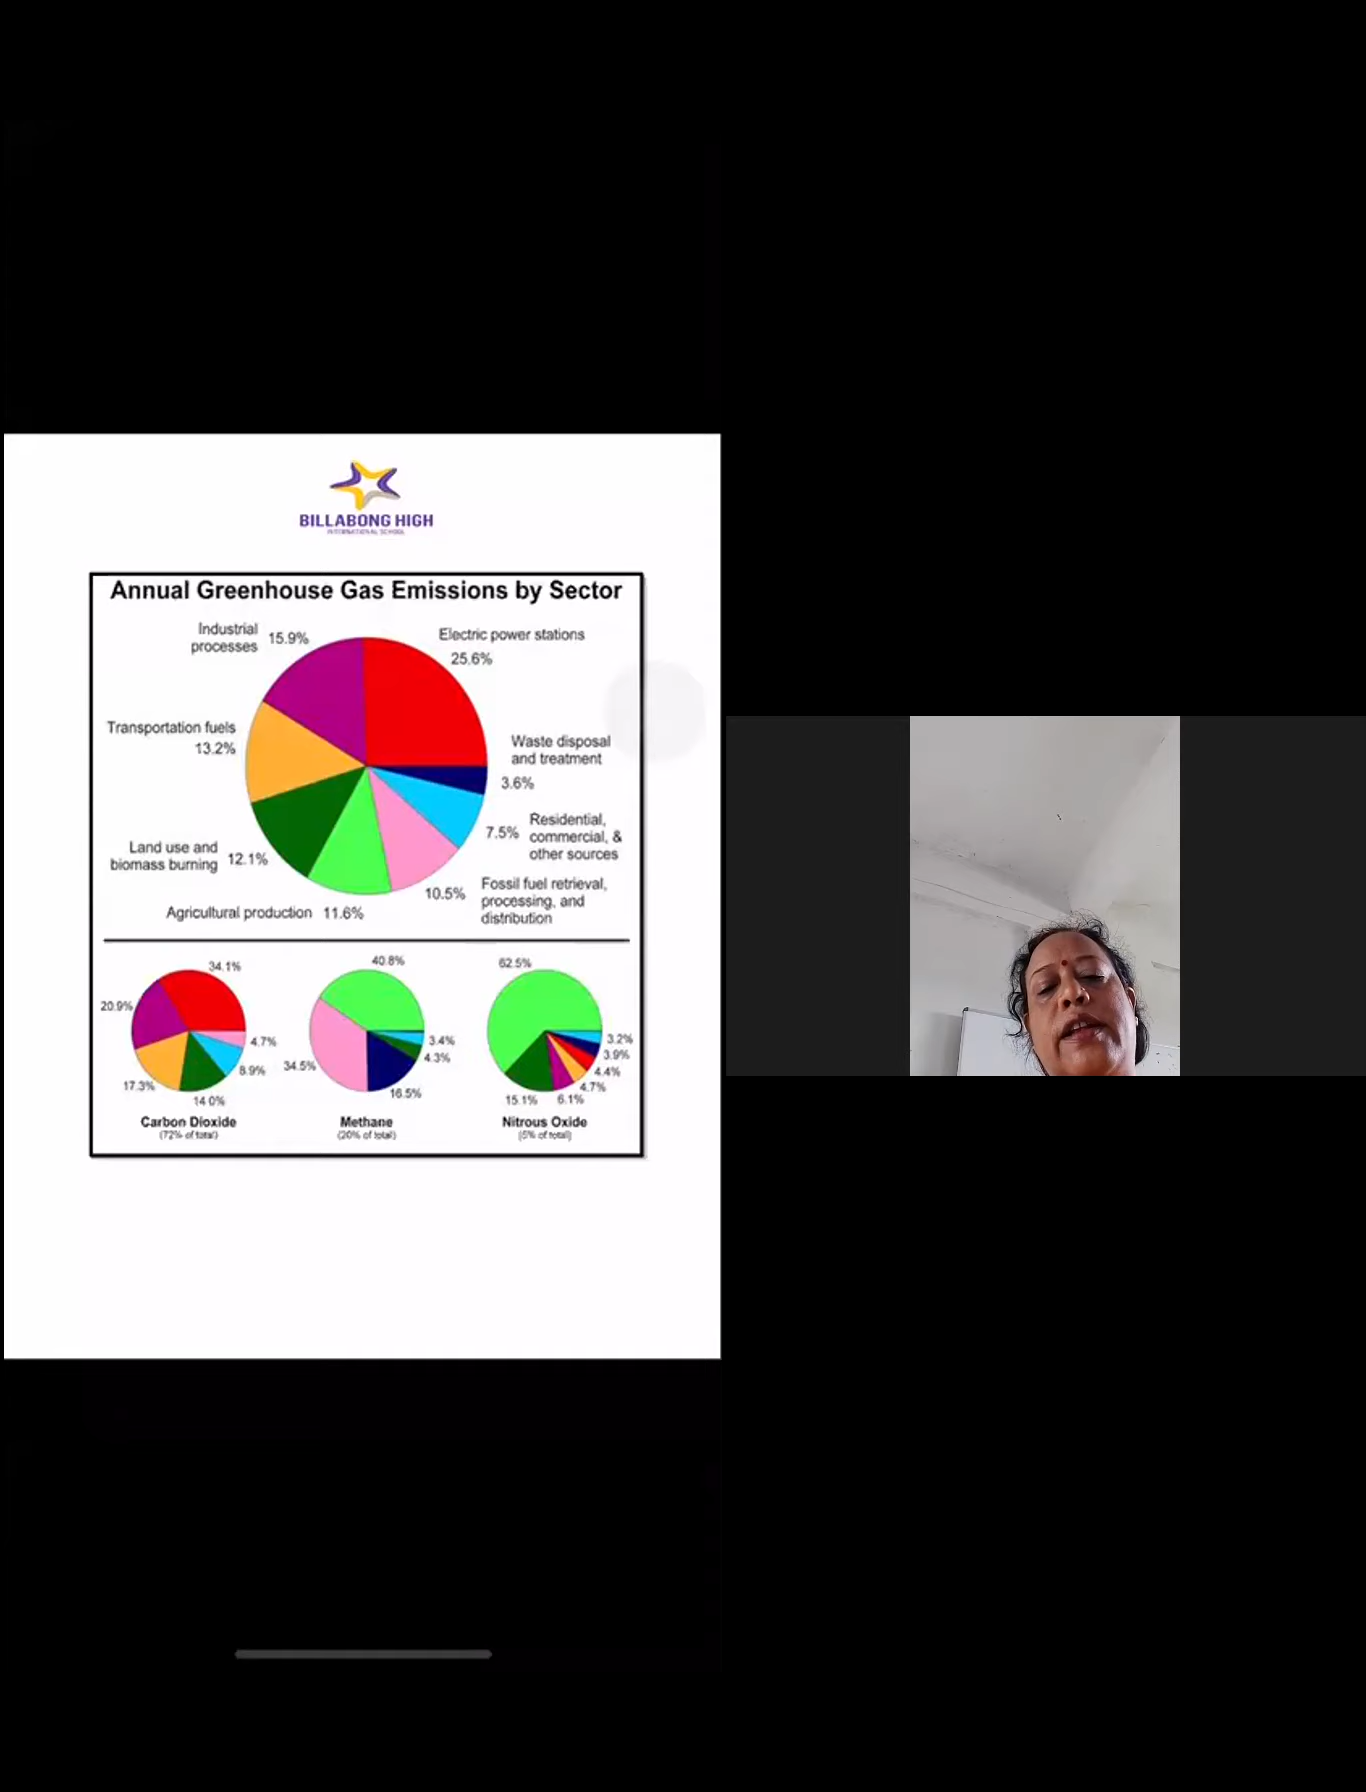 BILLABONG HIGH
INTERNATIONAL SCHOOL
Annual Greenhouse Gas Emissions by Sector
Industrial
processes
15.9%
Electric power stations
25.6%
Transportation fuels
13.2%
Waste disposal
and treatment
3.6%
Residential,
commercial, &
other sources
7.5%
Land use and
biomass burning
12.1%
Fossil fuel retrieval,
processing, and
distribution
10.5%
Agricultural production 11.6%
34.1%
20.9%
4.7%
8.9%
17.3%
14.0%
Carbon Dioxide
(72% of total)
40.8%
3.4%
4.3%
34.5%
16.5%
Methane
(20% of total)
62.5%
3.2%
3.9%
4.4%
4.7%
15.1%
6.1%
Nitrous Oxide
(5% of total)